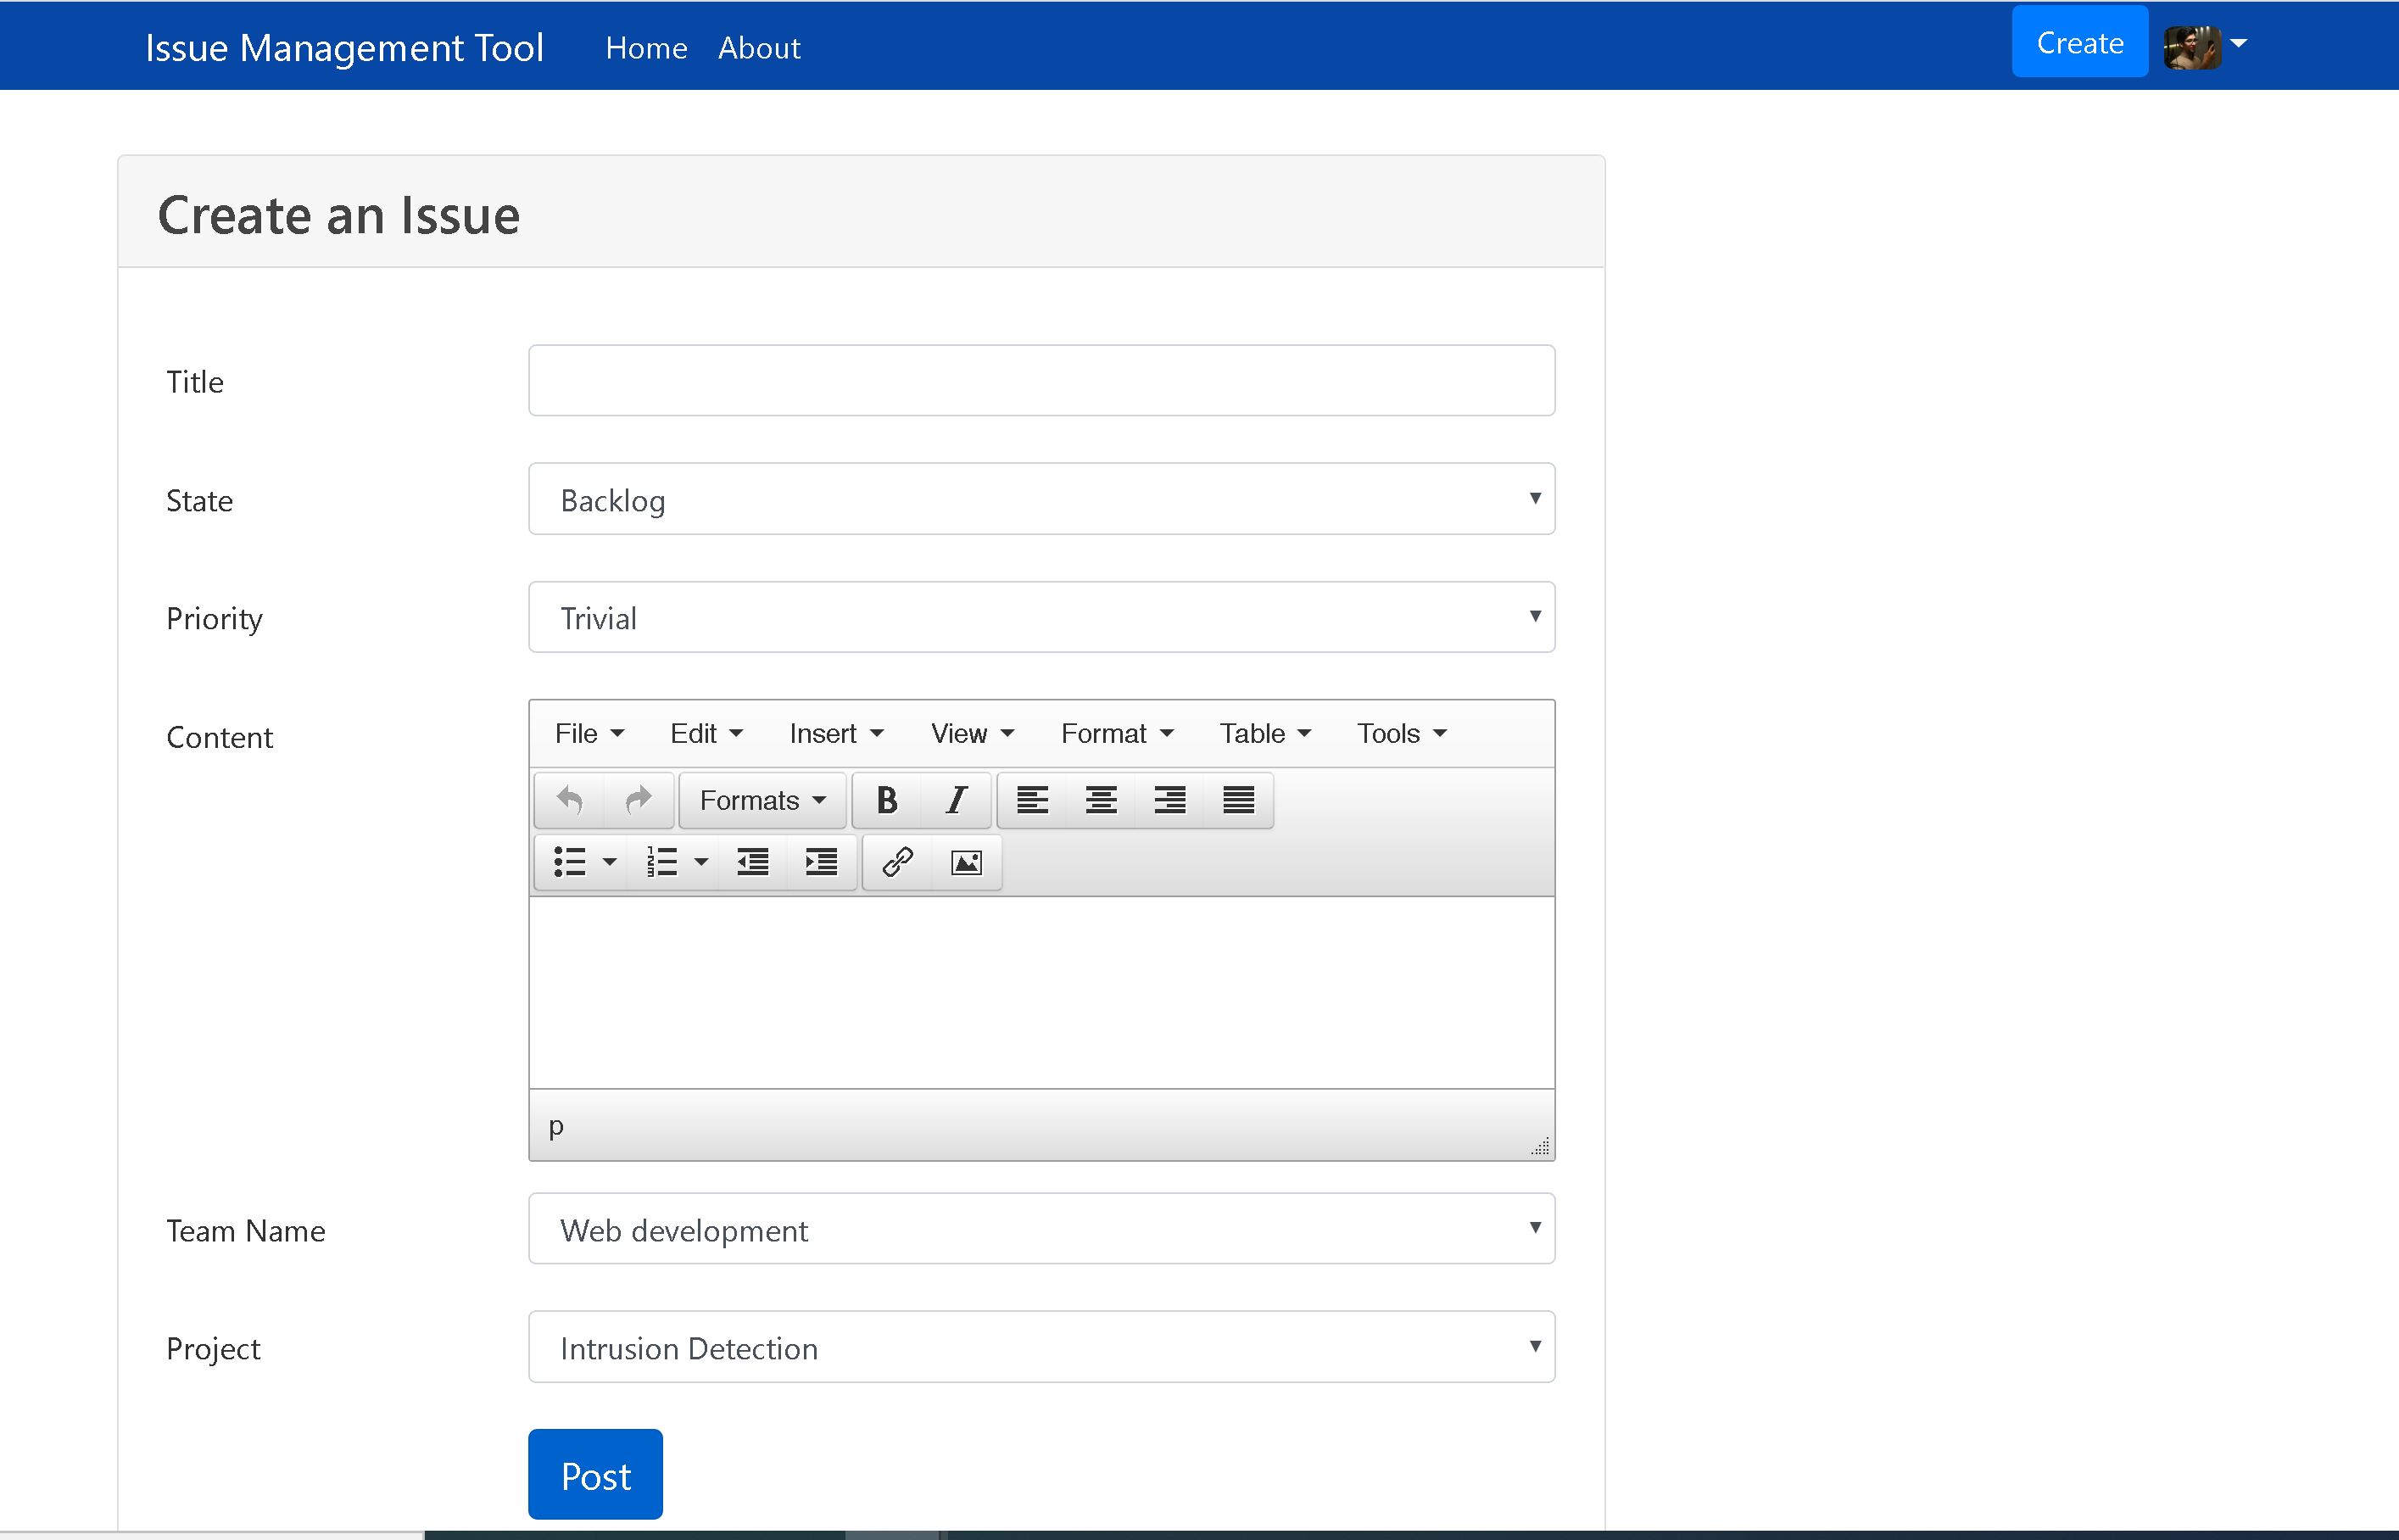 Issue Management Tool Home About Create
Create an Issue
Title
State Backlog
Priority Trivial
Content File Edit Insert View Format Table Tools
Formats B I
p
Team Name Web development
Project Intrusion Detection
Post